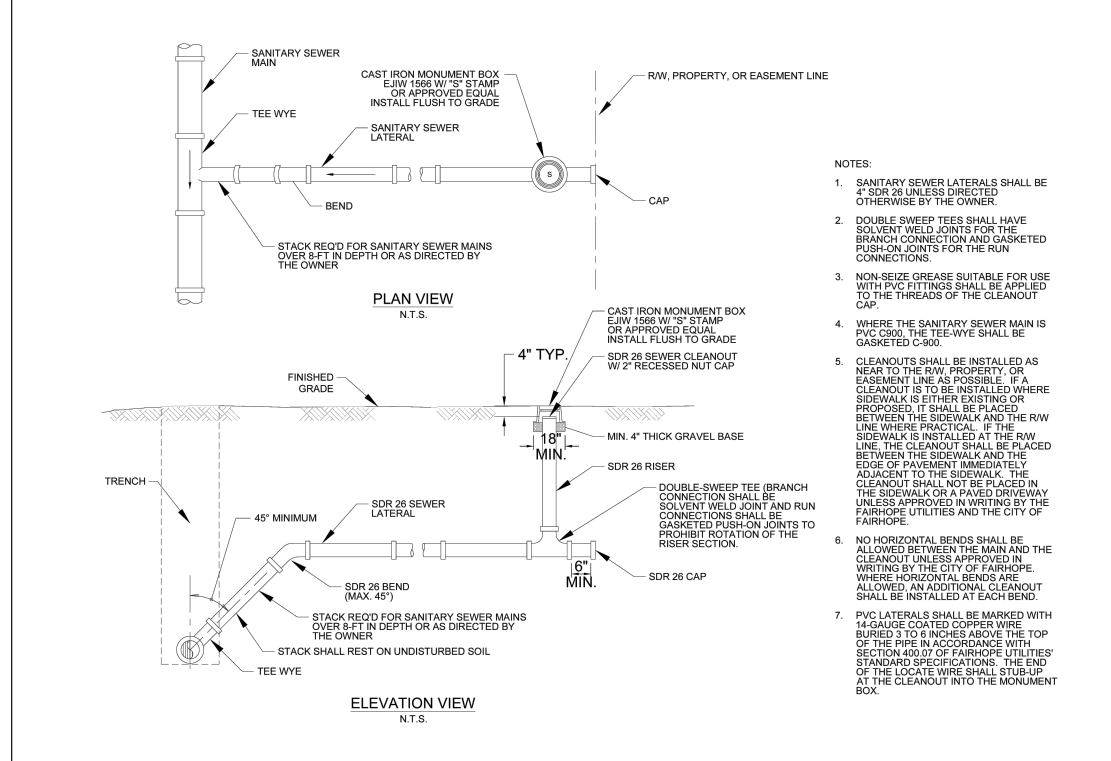 SANITARY SEWER
MAIN
CAST IRON MONUMENT BOX
EJIW 1566 W/ "S" STAMP
OR APPROVED EQUAL
INSTALL FLUSH TO GRADE
R/W, PROPERTY, OR EASEMENT LINE
TEE WYE
SANITARY SEWER
LATERAL
S
CAP
BEND
STACK REQ'D FOR SANITARY SEWER MAINS
OVER 8-FT IN DEPTH OR AS DIRECTED BY
THE OWNER
PLAN VIEW
N.T.S.
CAST IRON MONUMENT BOX
EJIW 1566 W/ "S" STAMP
OR APPROVED EQUAL
INSTALL FLUSH TO GRADE
4" TYP.
SDR 26 SEWER CLEANOUT
W/ 2" RECESSED NUT CAP
FINISHED
GRADE
MIN. 4" THICK GRAVEL BASE
18"
MIN.
SDR 26 RISER
TRENCH
DOUBLE-SWEEP TEE (BRANCH
CONNECTION SHALL BE
SOLVENT WELD JOINT AND RUN
CONNECTIONS SHALL BE
GASKETED PUSH-ON JOINTS TO
PROHIBIT ROTATION OF THE
RISER SECTION.
SDR 26 SEWER
LATERAL
45° MINIMUM
6"
MIN.
SDR 26 CAP
SDR 26 BEND
(MAX. 45°)
STACK REQ'D FOR SANITARY SEWER MAINS
OVER 8-FT IN DEPTH OR AS DIRECTED BY
THE OWNER
STACK SHALL REST ON UNDISTURBED SOIL
TEE WYE
ELEVATION VIEW
N.T.S.
NOTES:
1. SANITARY SEWER LATERALS SHALL BE
4" SDR 26 UNLESS DIRECTED
OTHERWISE BY THE OWNER.
2. DOUBLE SWEEP TEES SHALL HAVE
SOLVENT WELD JOINTS FOR THE
BRANCH CONNECTION AND GASKETED
PUSH-ON JOINTS FOR THE RUN
CONNECTIONS.
3. NON-SEIZE GREASE SUITABLE FOR USE
WITH PVC FITTINGS SHALL BE APPLIED
TO THE THREADS OF THE CLEANOUT
CAP.
4. WHERE THE SANITARY SEWER MAIN IS
PVC C900, THE TEE-WYE SHALL BE
GASKETED C-900.
5. CLEANOUTS SHALL BE INSTALLED AS
NEAR TO THE R/W, PROPERTY, OR
EASEMENT LINE AS POSSIBLE. IF A
CLEANOUT IS TO BE INSTALLED WHERE
SIDEWALK IS EITHER EXISTING OR
PROPOSED, IT SHALL BE PLACED
BETWEEN THE SIDEWALK AND THE R/W
LINE WHERE PRACTICAL. IF THE
SIDEWALK IS INSTALLED AT THE R/W
LINE, THE CLEANOUT SHALL BE PLACED
BETWEEN THE SIDEWALK AND THE
EDGE OF PAVEMENT IMMEDIATELY
ADJACENT TO THE SIDEWALK. THE
CLEANOUT SHALL NOT BE PLACED IN
THE SIDEWALK OR A PAVED DRIVEWAY
UNLESS APPROVED IN WRITING BY THE
FAIRHOPE UTILITIES AND THE CITY OF
FAIRHOPE.
6. NO HORIZONTAL BENDS SHALL BE
ALLOWED BETWEEN THE MAIN AND THE
CLEANOUT UNLESS APPROVED IN
WRITING BY THE CITY OF FAIRHOPE.
WHERE HORIZONTAL BENDS ARE
ALLOWED, AN ADDITIONAL CLEANOUT
SHALL BE INSTALLED AT EACH BEND.
7. PVC LATERALS SHALL BE MARKED WITH
14-GAUGE COATED COPPER WIRE
BURIED 3 TO 6 INCHES ABOVE THE TOP
OF THE PIPE IN ACCORDANCE WITH
SECTION 400.07 OF FAIRHOPE UTILITIES'
STANDARD SPECIFICATIONS. THE END
OF THE LOCATE WIRE SHALL STUB-UP
AT THE CLEANOUT INTO THE MONUMENT
BOX.